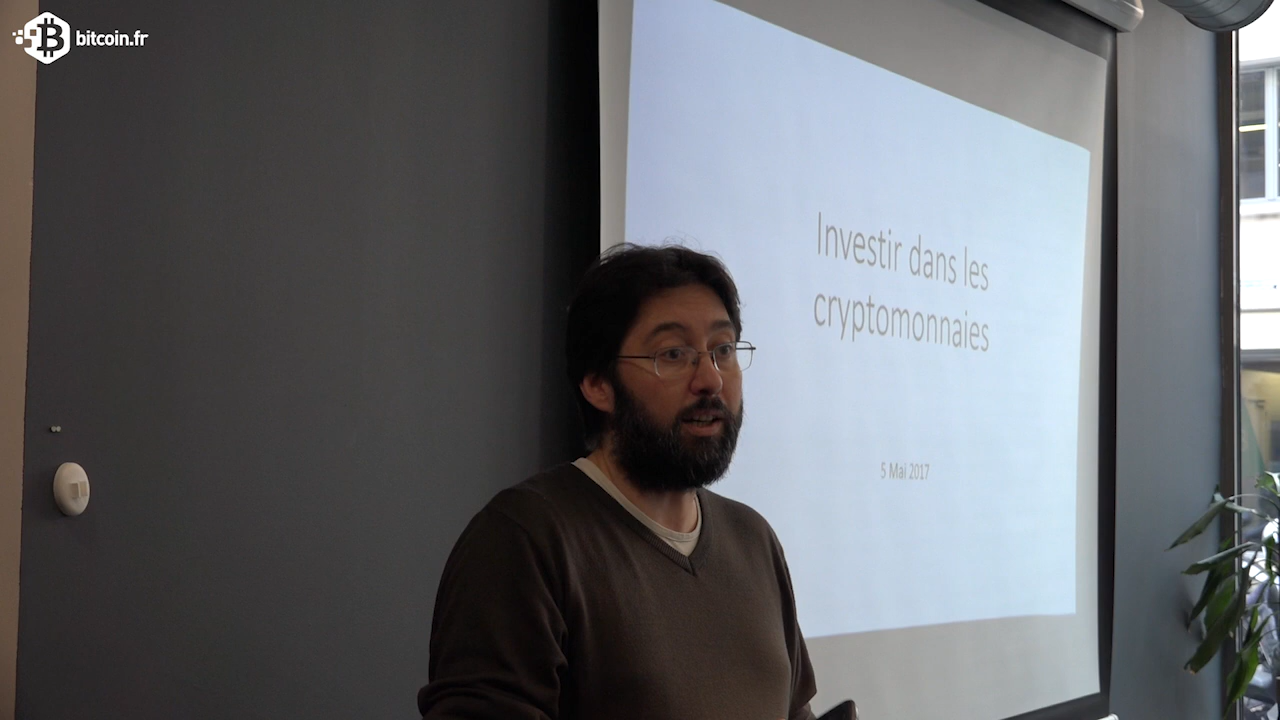 bitcoin.fr
Investir dans les
cryptomonnaies
5 Mai 2017